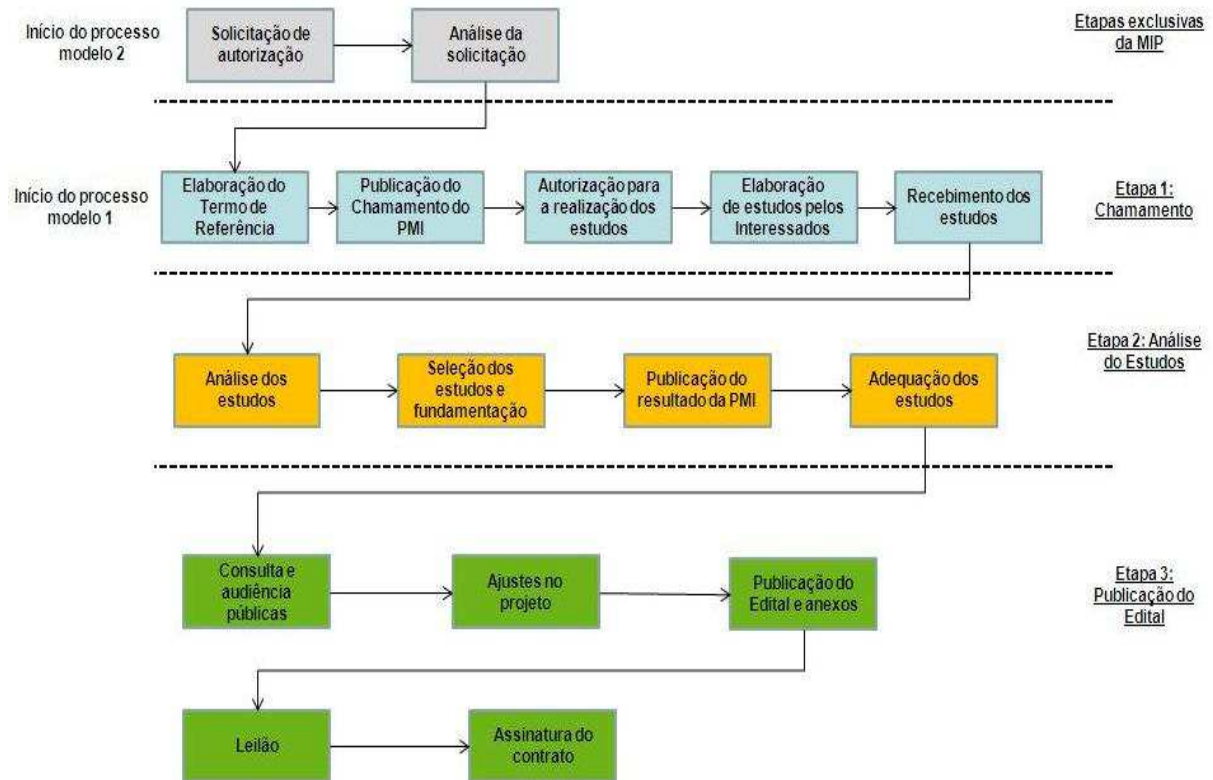 Início do processo
modelo 2
Solicitação de
autorização
Análise da
solicitação
Etapas exclusivas
da MIP
Início do processo
modelo 1
Elaboração do
Termo de
Referência
Publicação do
Chamamento do
PMI
Autorização para
a realização dos
estudos
Elaboração
de estudos pelos
Interessados
Recebimento dos
estudos
Etapa 1:
Chamamento
Análise dos
estudos
Seleção dos
estudos e
fundamentação
Publicação do
resultado da PMI
Adequação dos
estudos
Etapa 2: Análise
do Estudos
Consulta e
audiência
públicas
Ajustes no
projeto
Publicação do
Edital e anexos
Etapa 3:
Publicação do
Edital
Leilão
Assinatura do
contrato